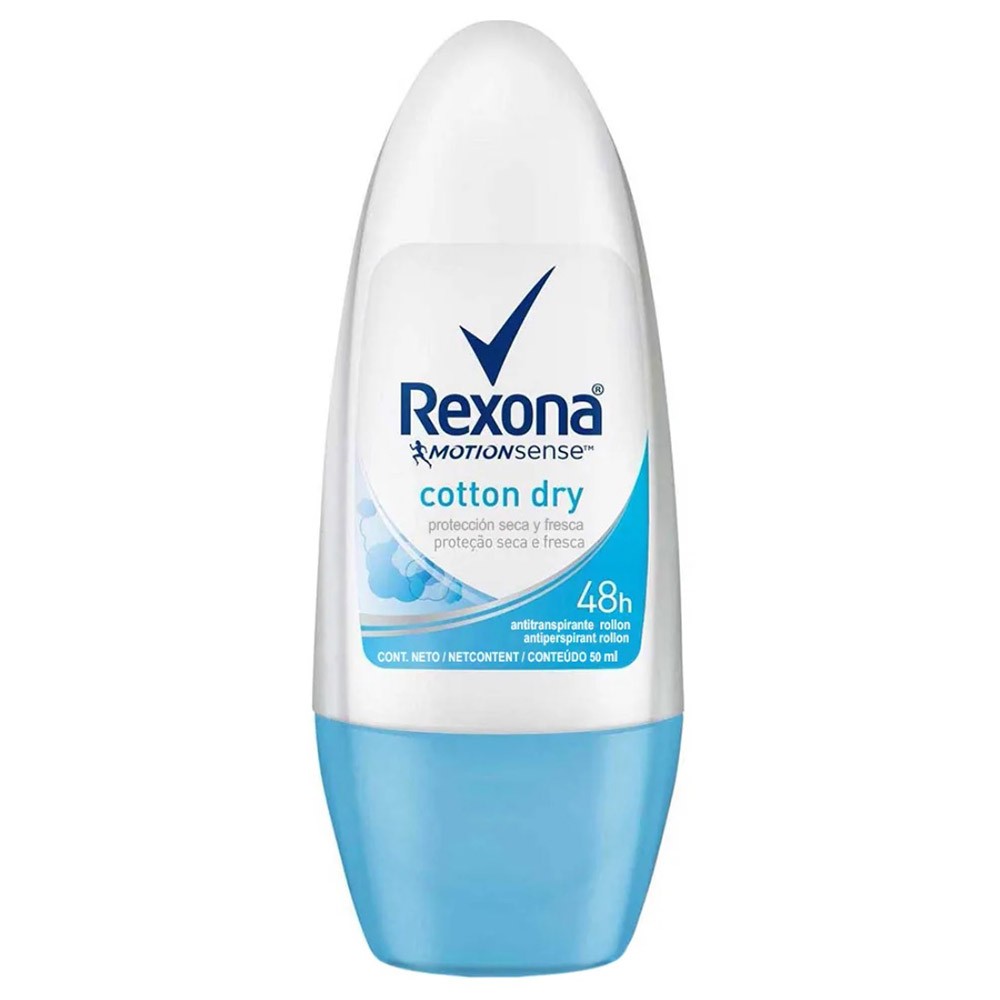 Rexona®
MOTIONsense™
cotton dry
protección seca y fresca
proteção seca e fresca
48h
antitranspirante rollon
antiperspirant rollon
CONT. NETO / NETCONTENT / CONTEÚDO 50 ml